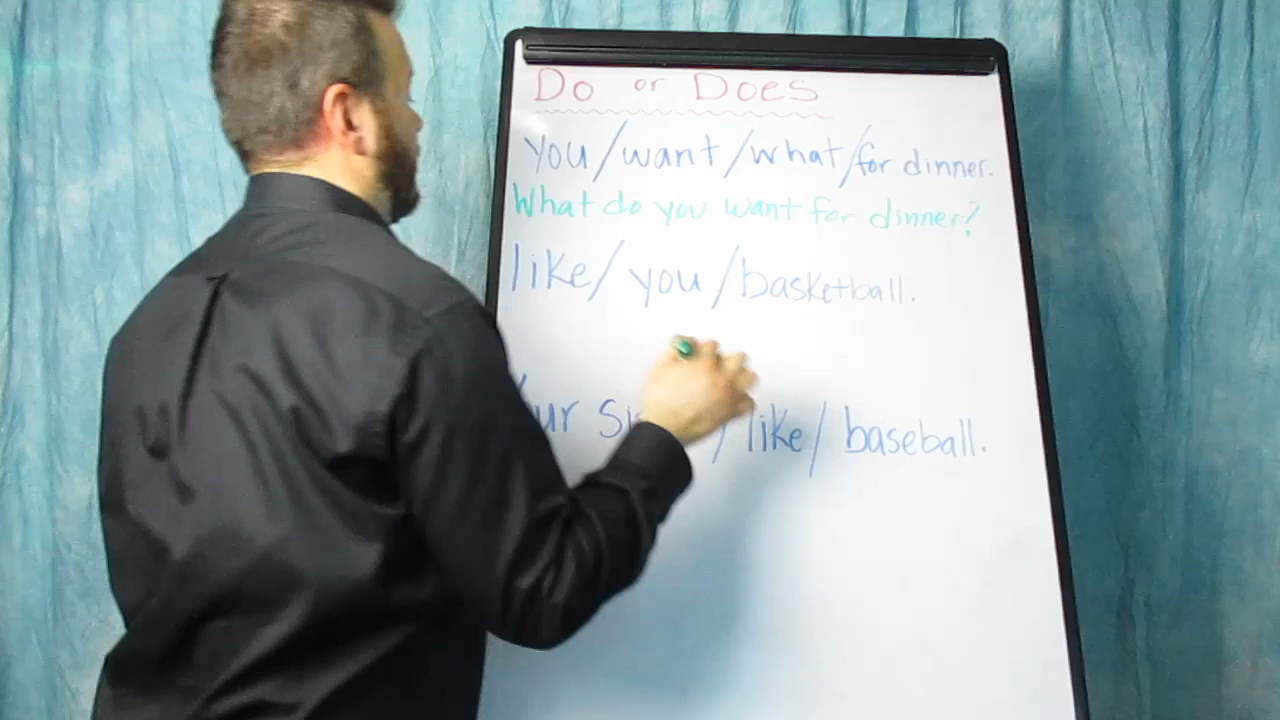 Do or Does
you/want/what/for dinner.
What do you want for dinner?
like/you/basketball.
/like/baseball.